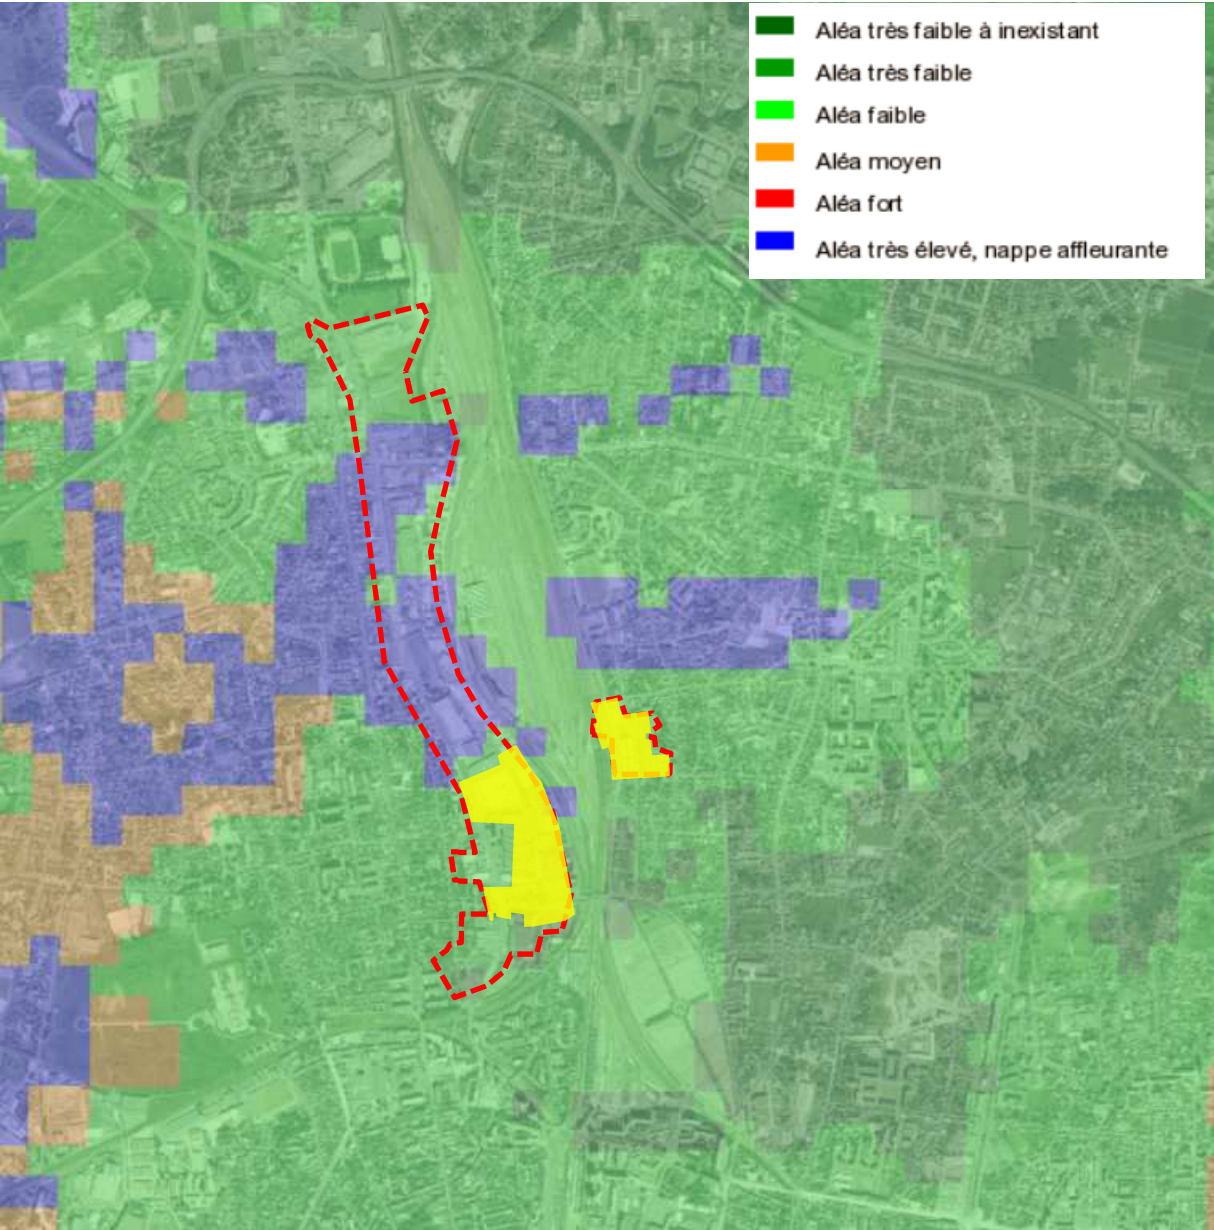 Aléa très faible à inexistant
Aléa très faible
Aléa faible
Aléa moyen
Aléa fort
Aléa très élevé, nappe affleurante